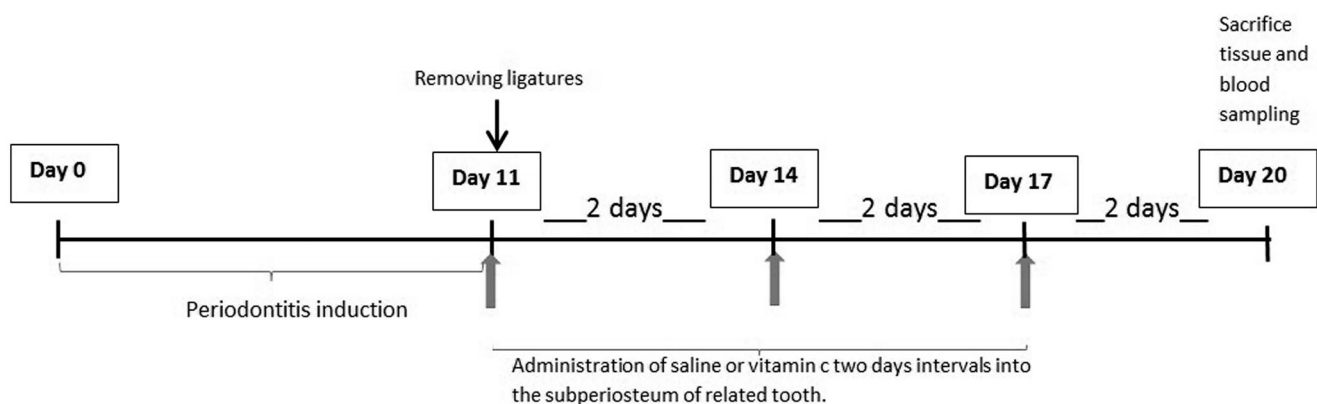 Sacrifice
tissue and
blood
sampling
Removing ligatures
Day 0
Day 11
Day 14
Day 17
Day 20
2 days
2 days
2 days
Periodontitis induction
Administration of saline or vitamin c two days intervals into
the subperiosteum of related tooth.